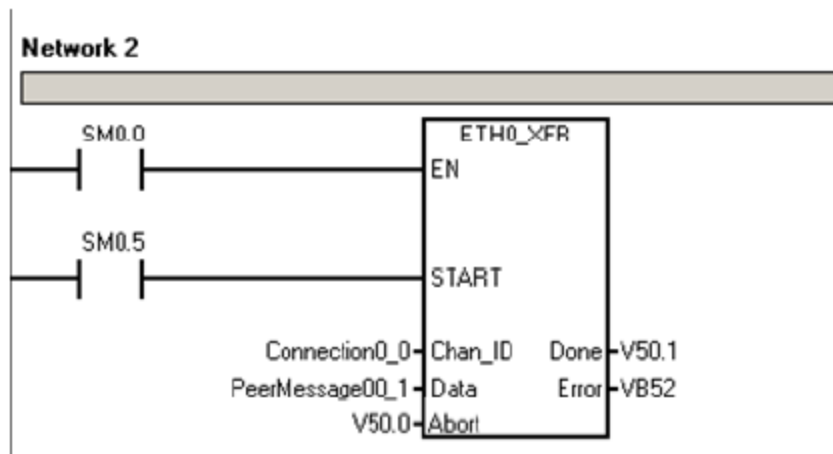 Network 2
SM0.0
ETH0_XFR
EN
SM0.5
START
Connection0_0 Chan_ID Done V50.1
PeerMessage00_1 Data Error VB52
V50.0 Abort